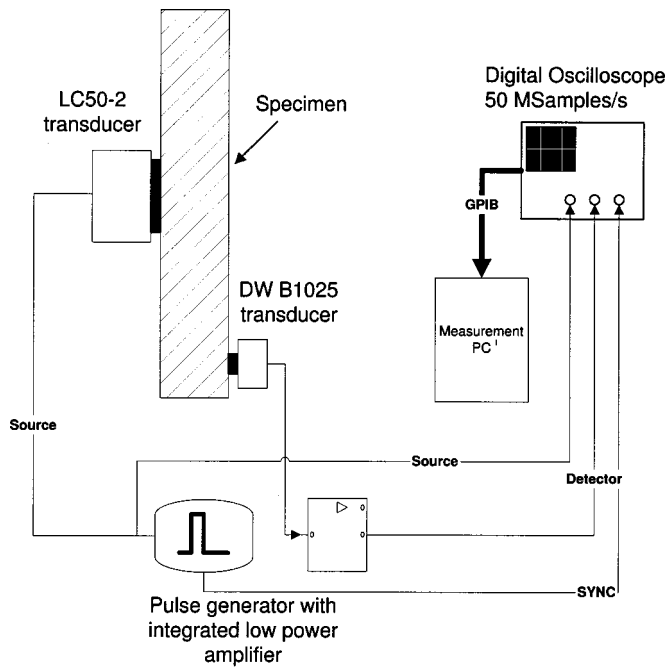 Digital Oscilloscope
50 MSamples/s
LC50-2
transducer
Specimen
GPIB
DW B1025
transducer
Measurement
PC
Source
Source
Detector
SYNC
Pulse generator with
integrated low power
amplifier